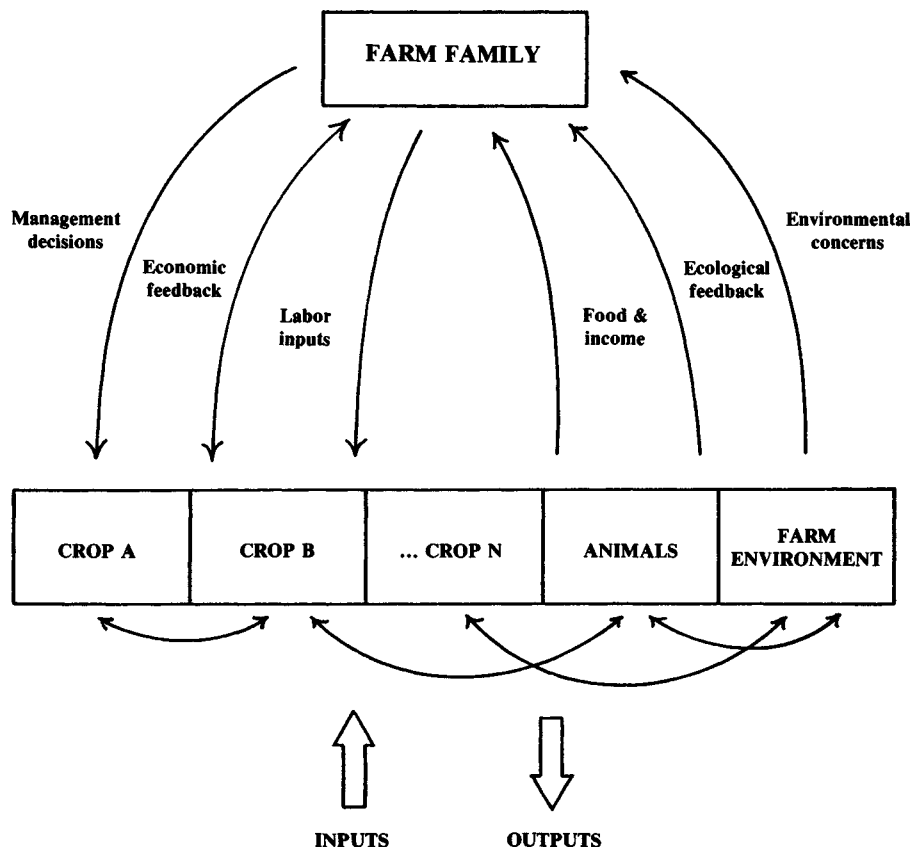 FARM FAMILY
Management
decisions
Economic
feedback
Labor
inputs
Food &
income
Ecological
feedback
Environmental
concerns
CROP A
CROP B
... CROP N
ANIMALS
FARM
ENVIRONMENT
INPUTS
OUTPUTS